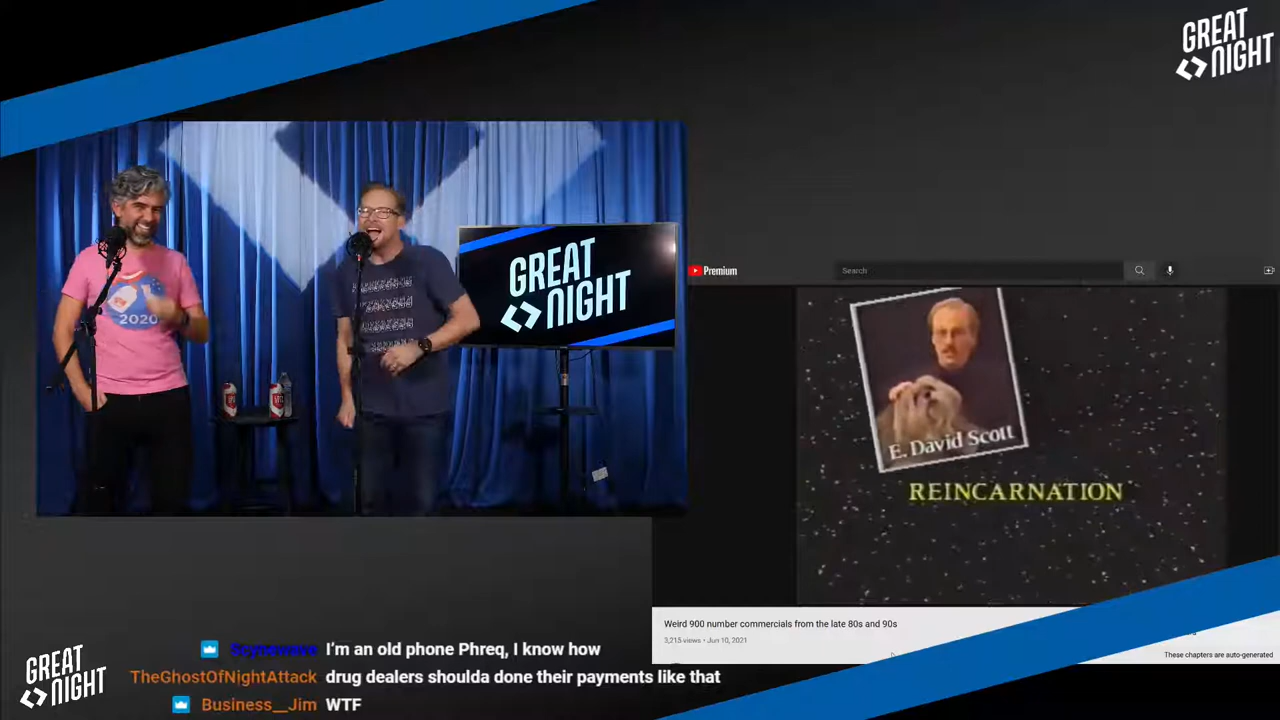 GREAT
NIGHT
2020
GREAT
NIGHT
Premium
Search
E. David Scott
REINCARNATION
Weird 900 number commercials from the late 80s and 90s
3,215 views • Jun 10, 2021
These chapters are auto-generated
GREAT
NIGHT
I'm an old phone Phreq, I know how
TheGhostOfNightAttack drug dealers shoulda done their payments like that
Business__Jim WTF